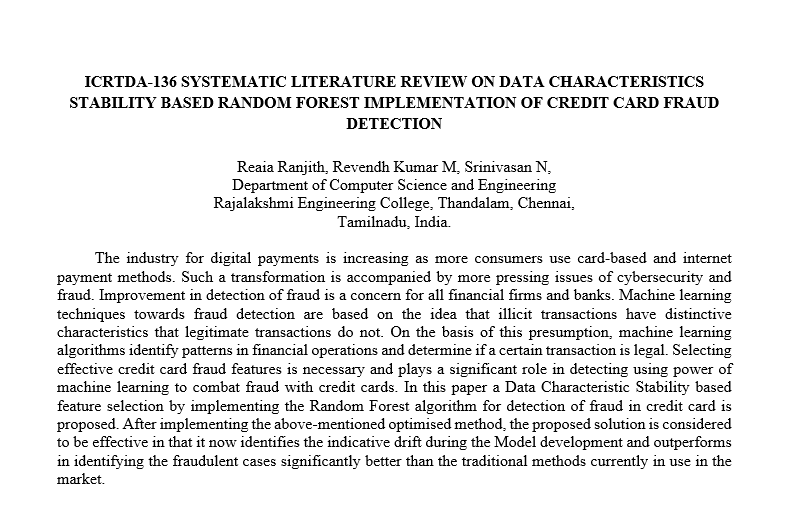 ICRTDA-136 SYSTEMATIC LITERATURE REVIEW ON DATA CHARACTERISTICS
STABILITY BASED RANDOM FOREST IMPLEMENTATION OF CREDIT CARD FRAUD
DETECTION
Reaia Ranjith, Revendh Kumar M, Srinivasan N,
Department of Computer Science and Engineering
Rajalakshmi Engineering College, Thandalam, Chennai,
Tamilnadu, India.
The industry for digital payments is increasing as more consumers use card-based and internet
payment methods. Such a transformation is accompanied by more pressing issues of cybersecurity and
fraud. Improvement in detection of fraud is a concern for all financial firms and banks. Machine learning
techniques towards fraud detection are based on the idea that illicit transactions have distinctive
characteristics that legitimate transactions do not. On the basis of this presumption, machine learning
algorithms identify patterns in financial operations and determine if a certain transaction is legal. Selecting
effective credit card fraud features is necessary and plays a significant role in detecting using power of
machine learning to combat fraud with credit cards. In this paper a Data Characteristic Stability based
feature selection by implementing the Random Forest algorithm for detection of fraud in credit card is
proposed. After implementing the above-mentioned optimised method, the proposed solution is considered
to be effective in that it now identifies the indicative drift during the Model development and outperforms
in identifying the fraudulent cases significantly better than the traditional methods currently in use in the
market.